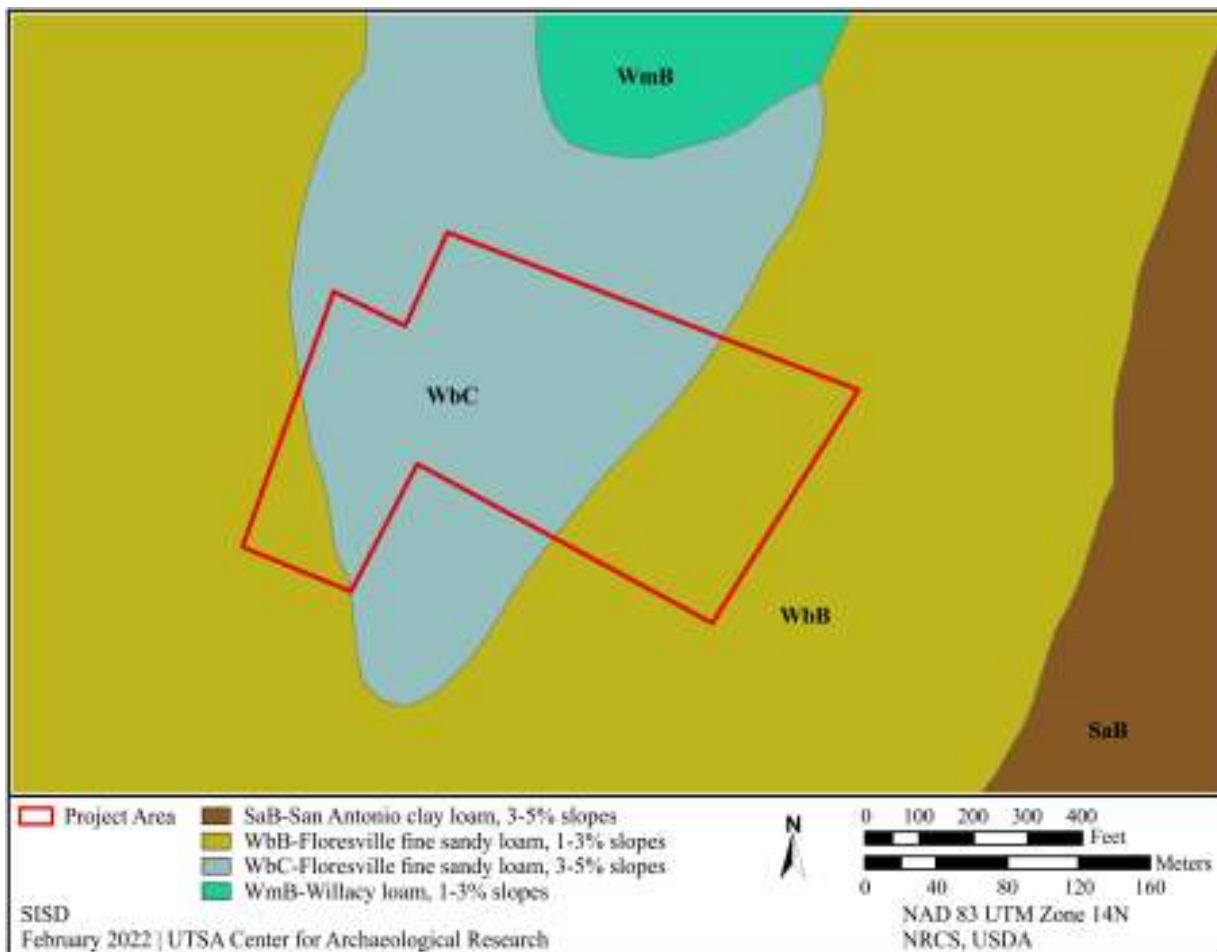 WmB
WbC
WbB
SaB
Project Area
SaB-San Antonio clay loam, 3-5% slopes
WbB-Floresville fine sandy loam, 1-3% slopes
WbC-Floresville fine sandy loam, 3-5% slopes
WmB-Willacy loam, 1-3% slopes
N
0 100 200 300 400
Feet
Meters
0 40 80 120 160
SISD
February 2022 | UTSA Center for Archaeological Research
NAD 83 UTM Zone 14N
NRCS, USDA